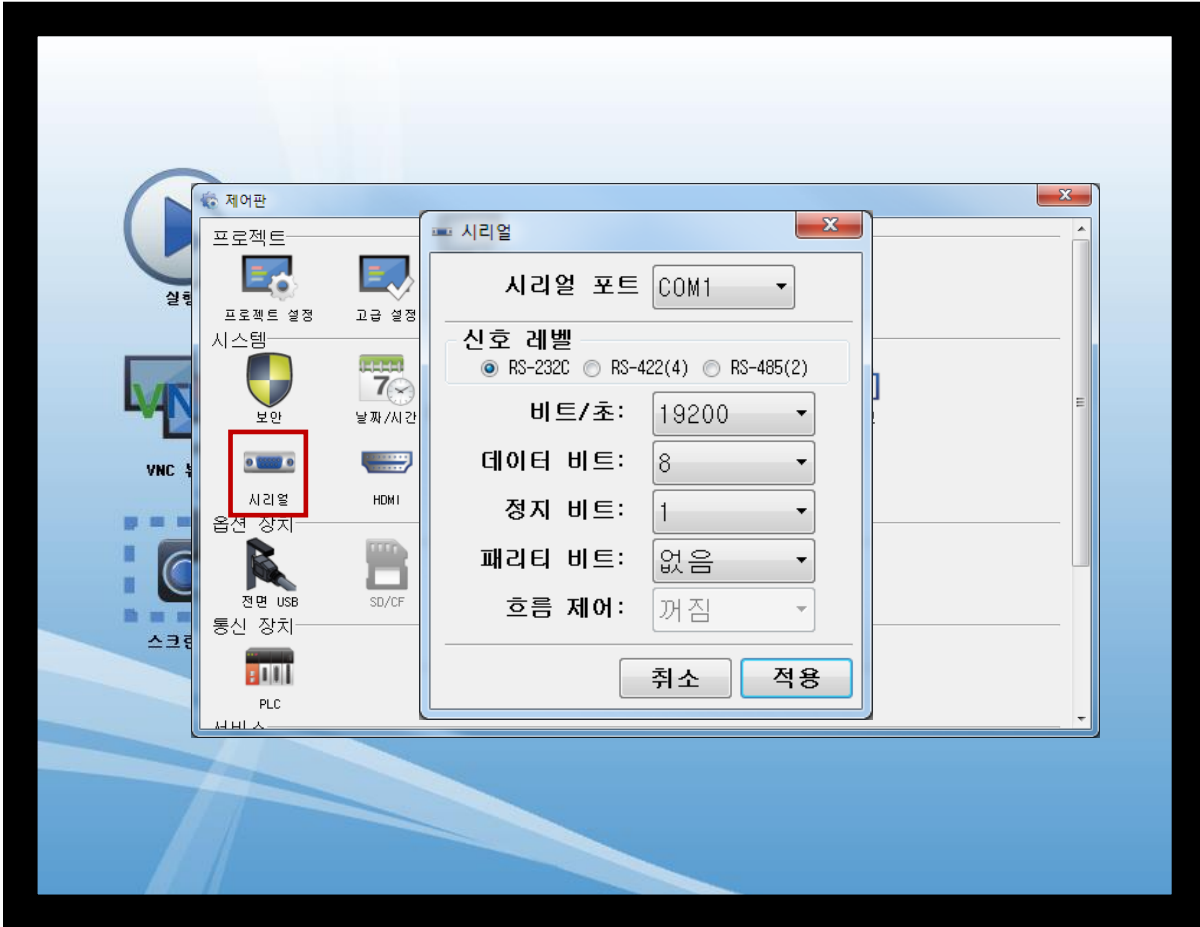 제어판
프로젝트
프로젝트 설정
고급 설정
시스템
보안
7
날짜/시간
시리얼
HDMI
옵션 장치
전면 USB
SD/CF
통신 장치
PLC
서비스
VNC
시리얼
시리얼 포트 COM1
신호 레벨
RS-232C RS-422(4) RS-485(2)
비트/초: 19200
데이터 비트: 8
정지 비트: 1
패리티 비트: 없음
흐름 제어: 꺼짐
취소 적용